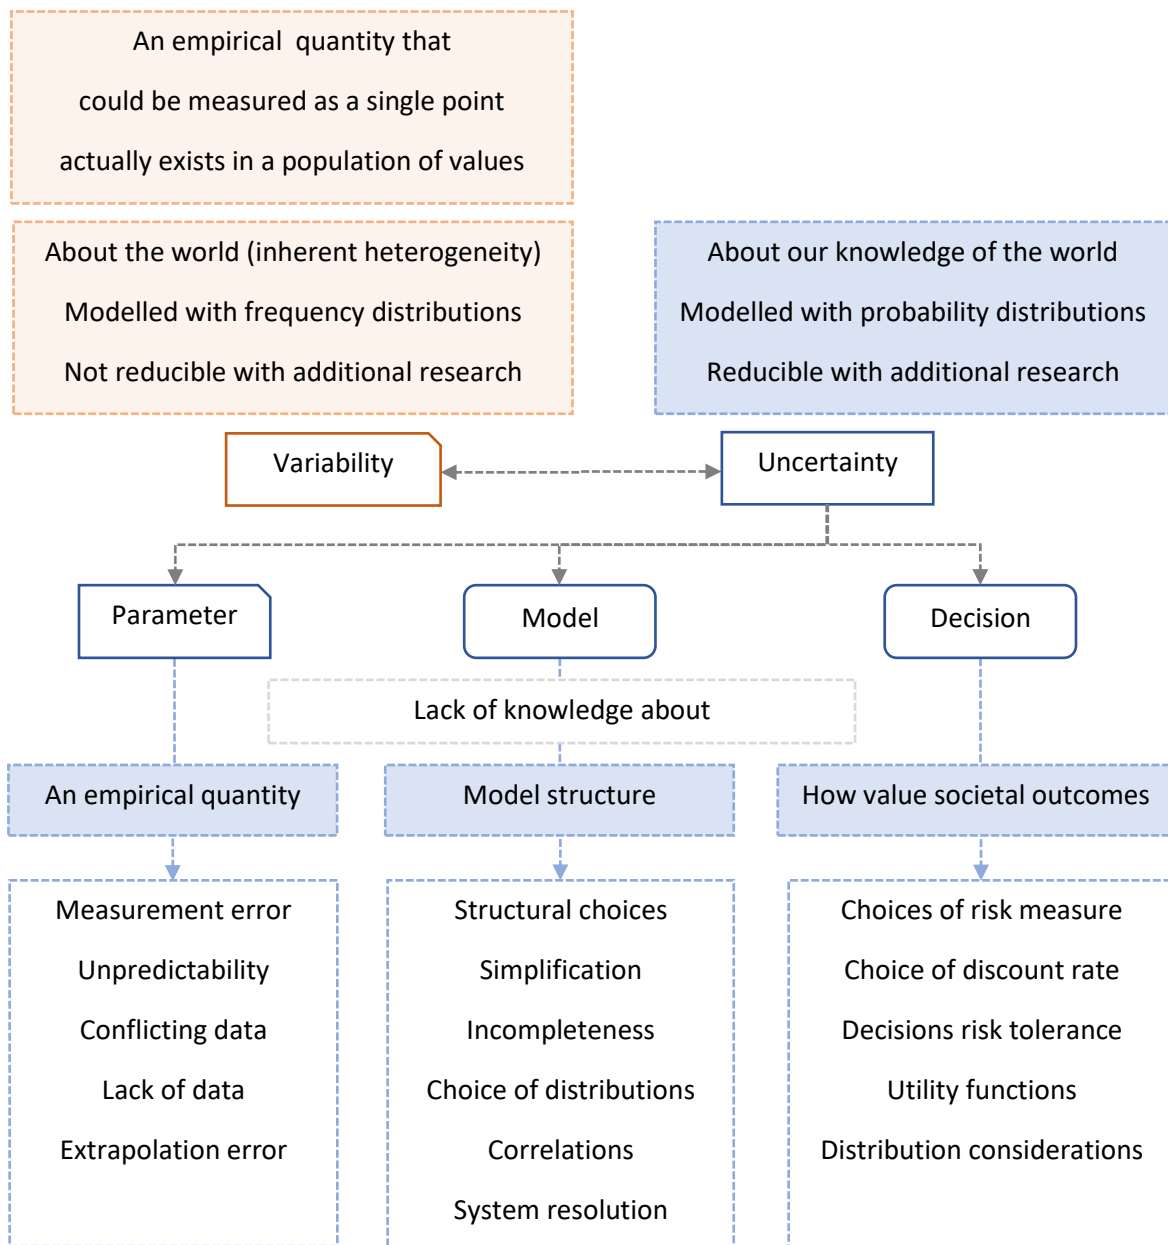 An empirical quantity that
could be measured as a single point
actually exists in a population of values
About the world (inherent heterogeneity)
Modelled with frequency distributions
Not reducible with additional research
About our knowledge of the world
Modelled with probability distributions
Reducible with additional research
Variability
Uncertainty
Parameter
Model
Decision
Lack of knowledge about
An empirical quantity
Model structure
How value societal outcomes
Measurement error
Unpredictability
Conflicting data
Lack of data
Extrapolation error
Structural choices
Simplification
Incompleteness
Choice of distributions
Correlations
System resolution
Choices of risk measure
Choice of discount rate
Decisions risk tolerance
Utility functions
Distribution considerations